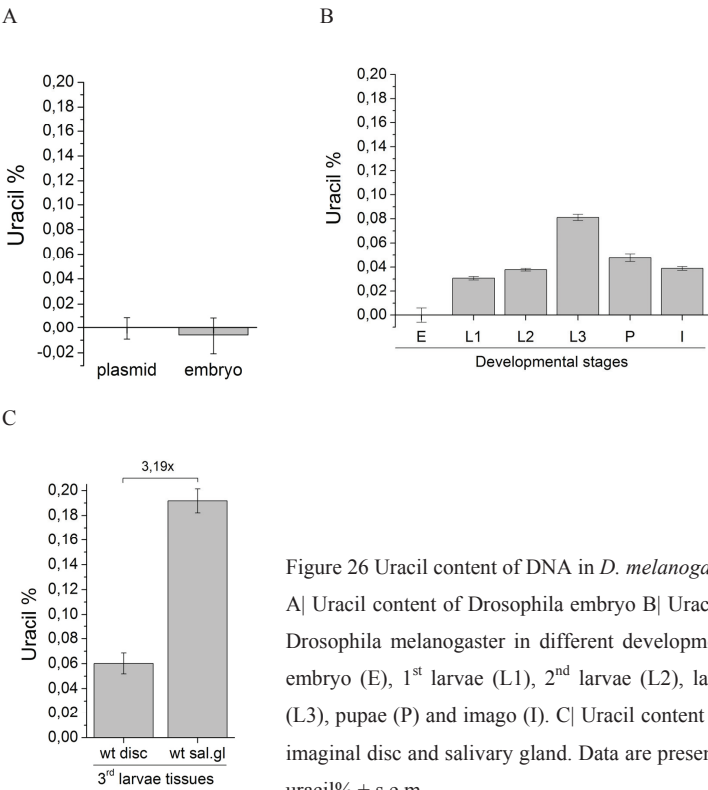 A
B
0,20
0,18
0,16
0,14
0,12
0,10
0,08
0,06
0,04
0,02
0,00
-0,02
Uracil %
plasmid embryo
0,20
0,18
0,16
0,14
0,12
0,10
0,08
0,06
0,04
0,02
0,00
Uracil %
E L1 L2 L3 P I
Developmental stages
C
3,19x
0,20
0,18
0,16
0,14
0,12
0,10
0,08
0,06
0,04
0,02
0,00
Uracil %
wt disc wt sal.gl
3rd larvae tissues
Figure 26 Uracil content of DNA in D. melanoga
A| Uracil content of Drosophila embryo B| Urac
Drosophila melanogaster in different developm
embryo (E), 1st larvae (L1), 2nd larvae (L2), la
(L3), pupae (P) and imago (I). C| Uracil content
imaginal disc and salivary gland. Data are presen